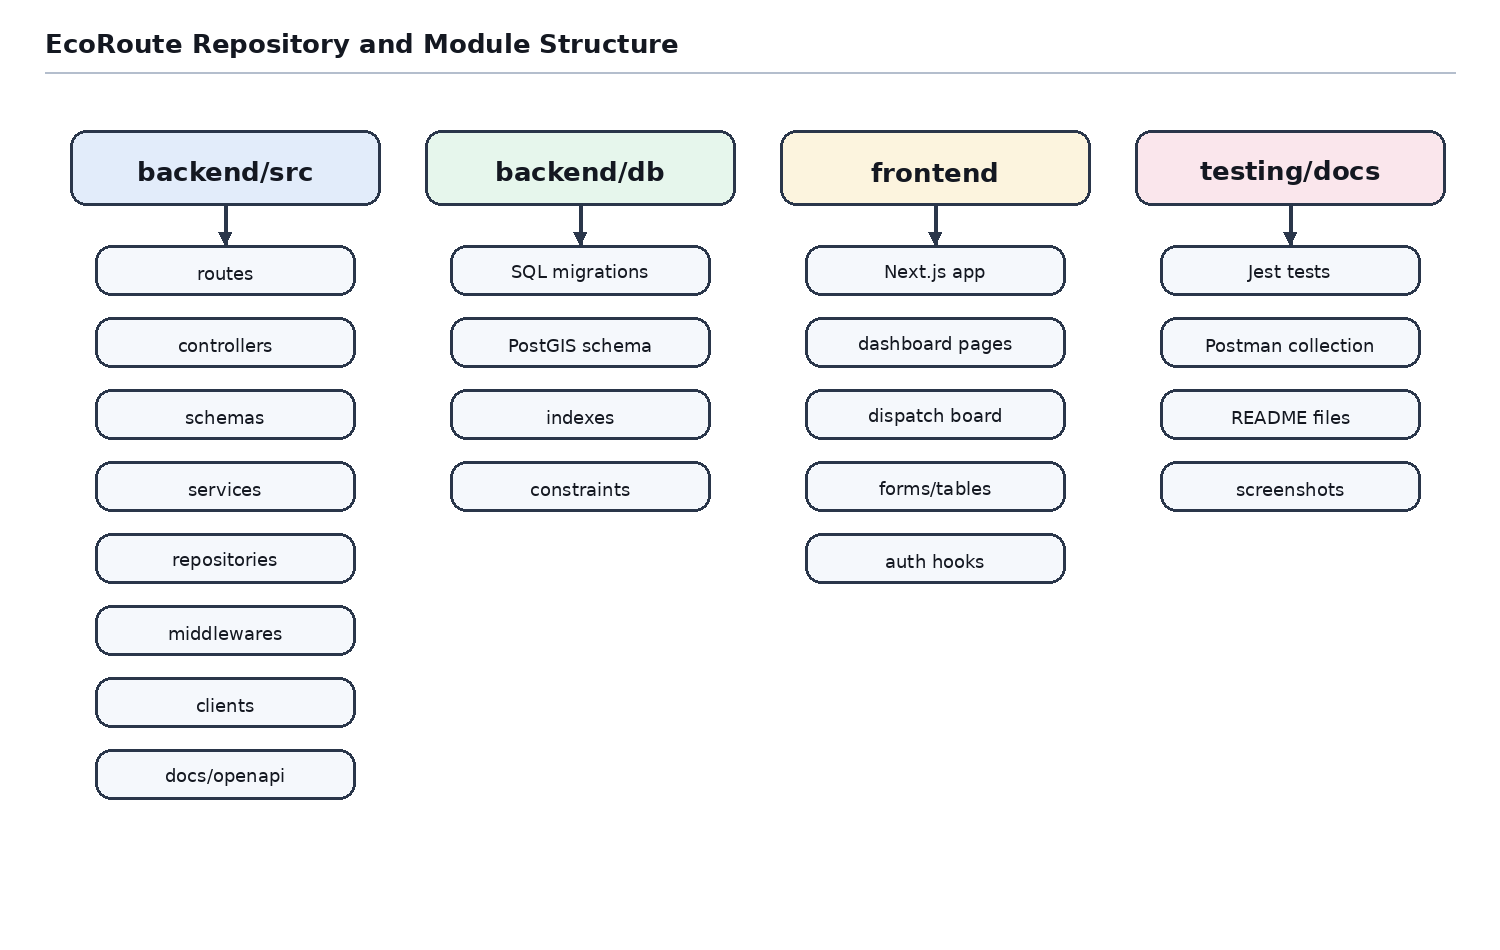 EcoRoute Repository and Module Structure
backend/src
routes
controllers
schemas
services
repositories
middlewares
clients
docs/openapi
backend/db
SQL migrations
PostGIS schema
indexes
constraints
frontend
Next.js app
dashboard pages
dispatch board
forms/tables
auth hooks
testing/docs
Jest tests
Postman collection
README files
screenshots